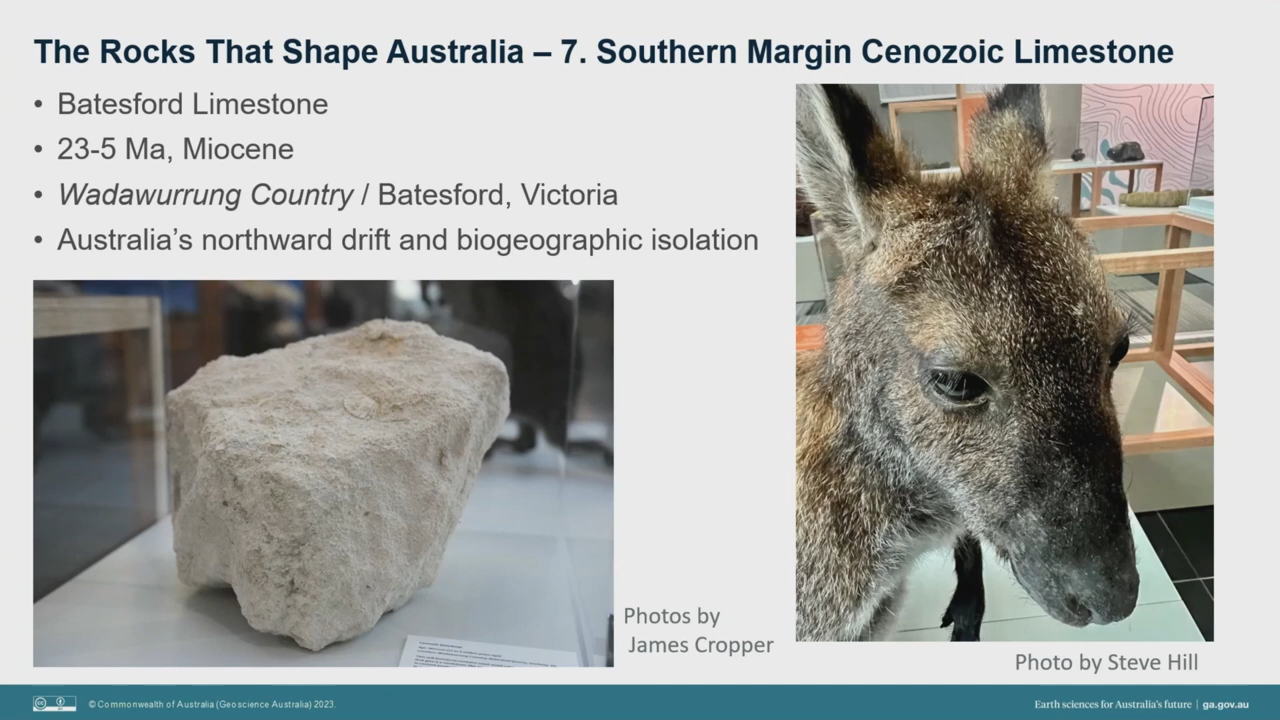 The Rocks That Shape Australia – 7. Southern Margin Cenozoic Limestone
• Batesford Limestone
• 23-5 Ma, Miocene
• Wadawurrung Country / Batesford, Victoria
• Australia's northward drift and biogeographic isolation
Photos by
James Cropper
Photo by Steve Hill
© Commonwealth of Australia (Geoscience Australia) 2023.
Earth sciences for Australia's future | ga.gov.au